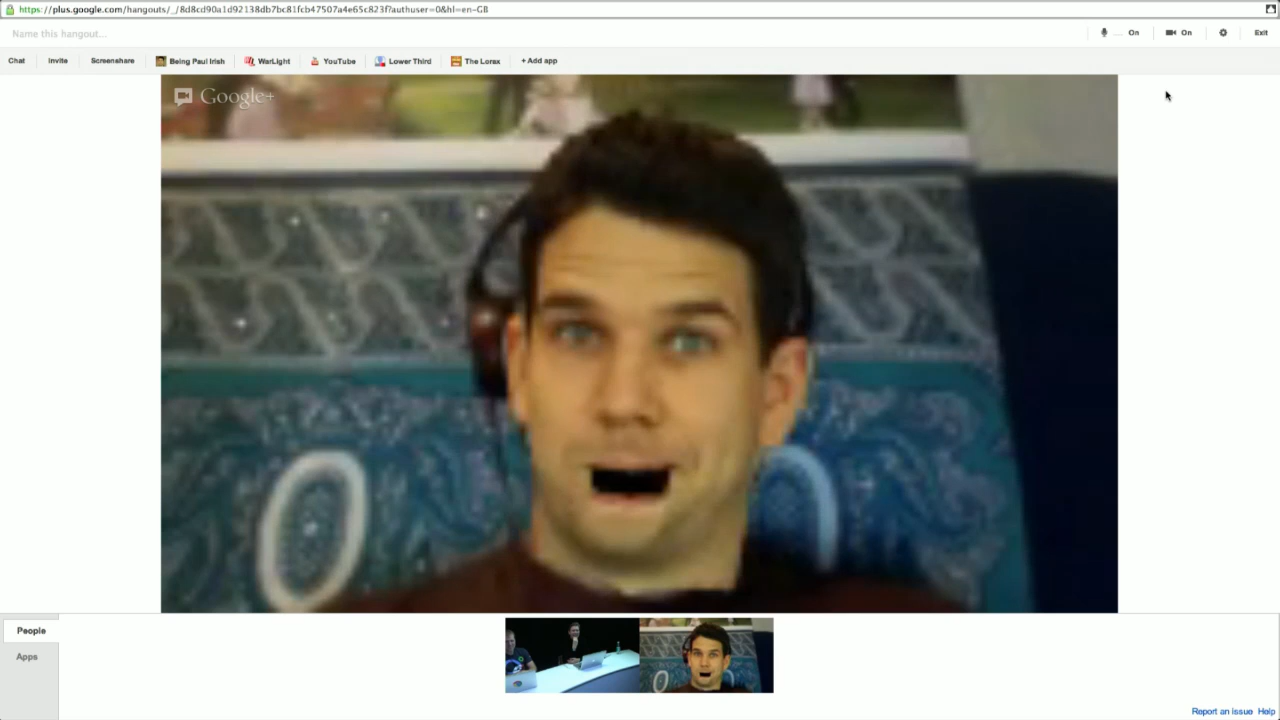 https://plus.google.com/hangouts/_/8d8cd90a1d92138db7bc81fcb47507a4e65c823f?authuser=0&hl=en-GB
Name this hangout...
On
On
Exit
Chat
Invite
Screenshare
Being Paul Irish
WarLight
YouTube
Lower Third
The Lorax
+ Add app
Google+
People
Apps
Report an issue
Help